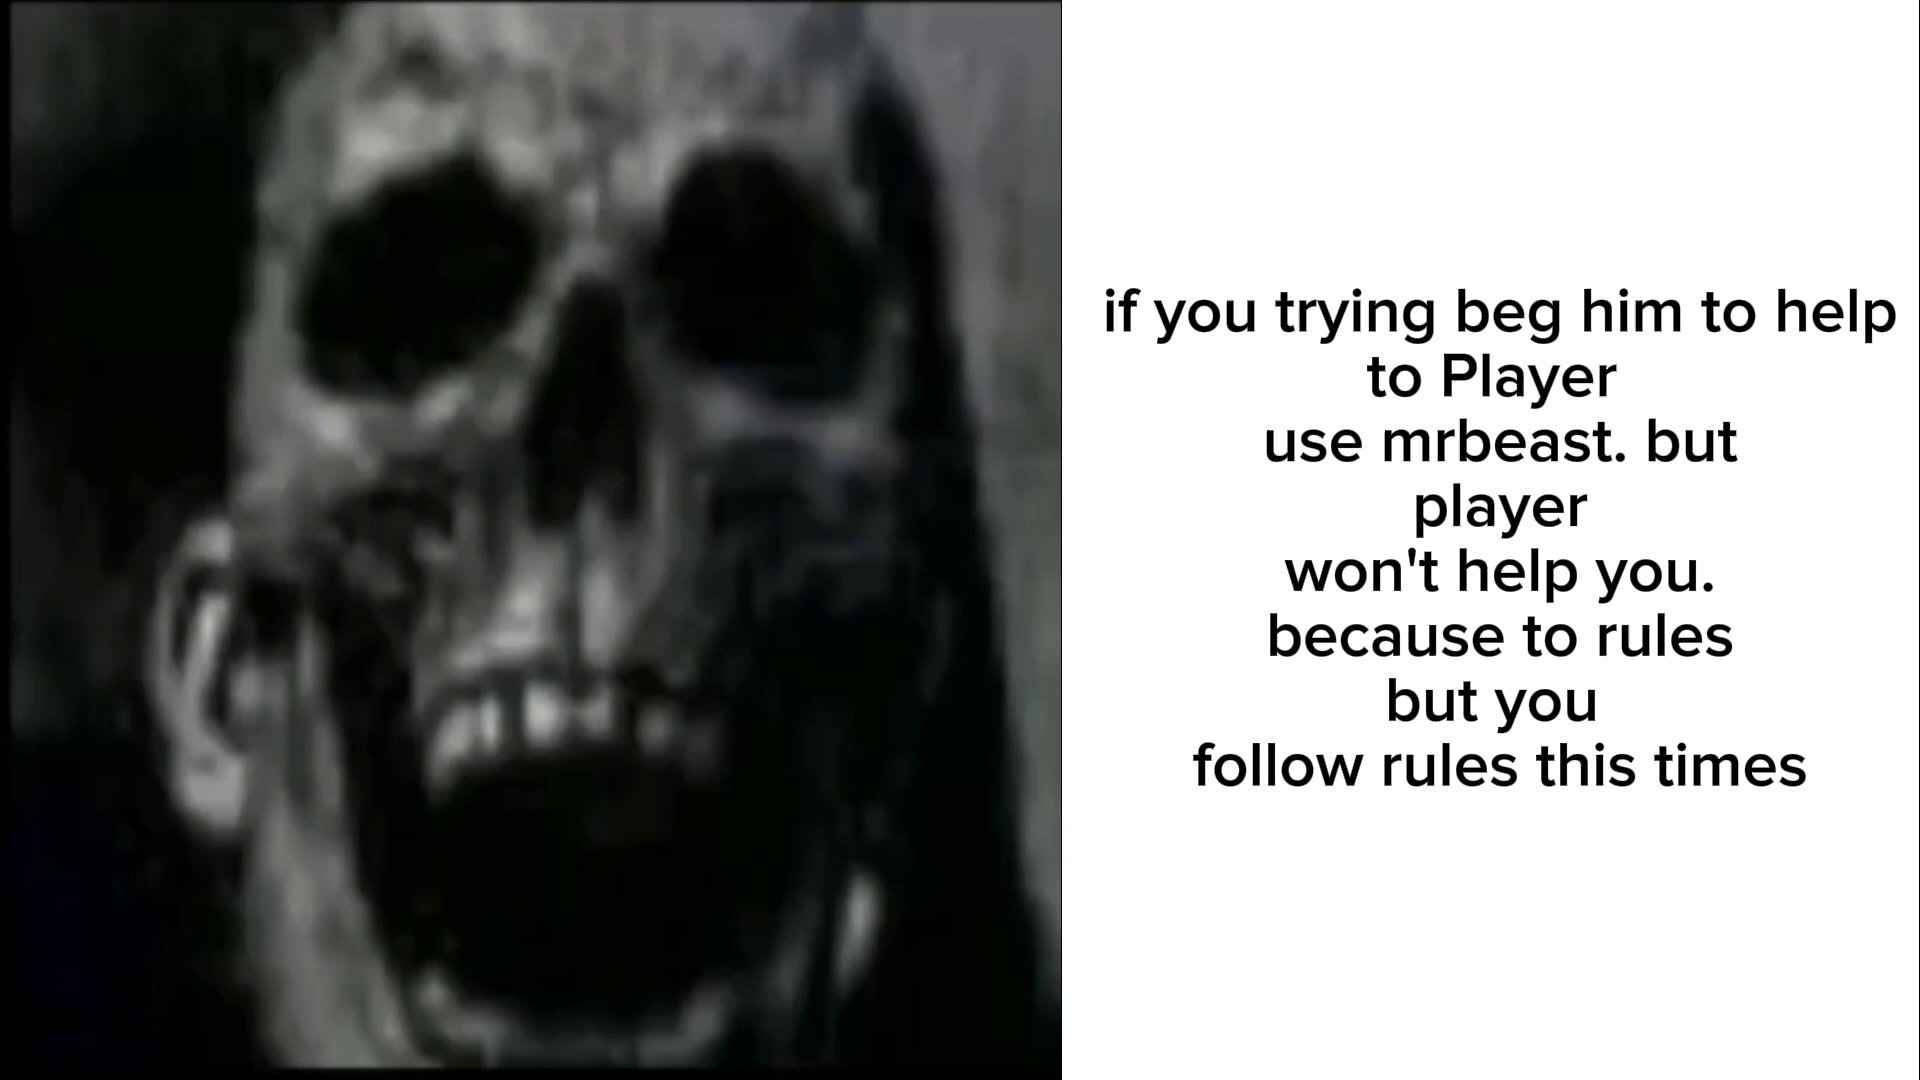 if you trying beg him to help
to Player
use mrbeast. but
player
won't help you.
because to rules
but you
follow rules this times